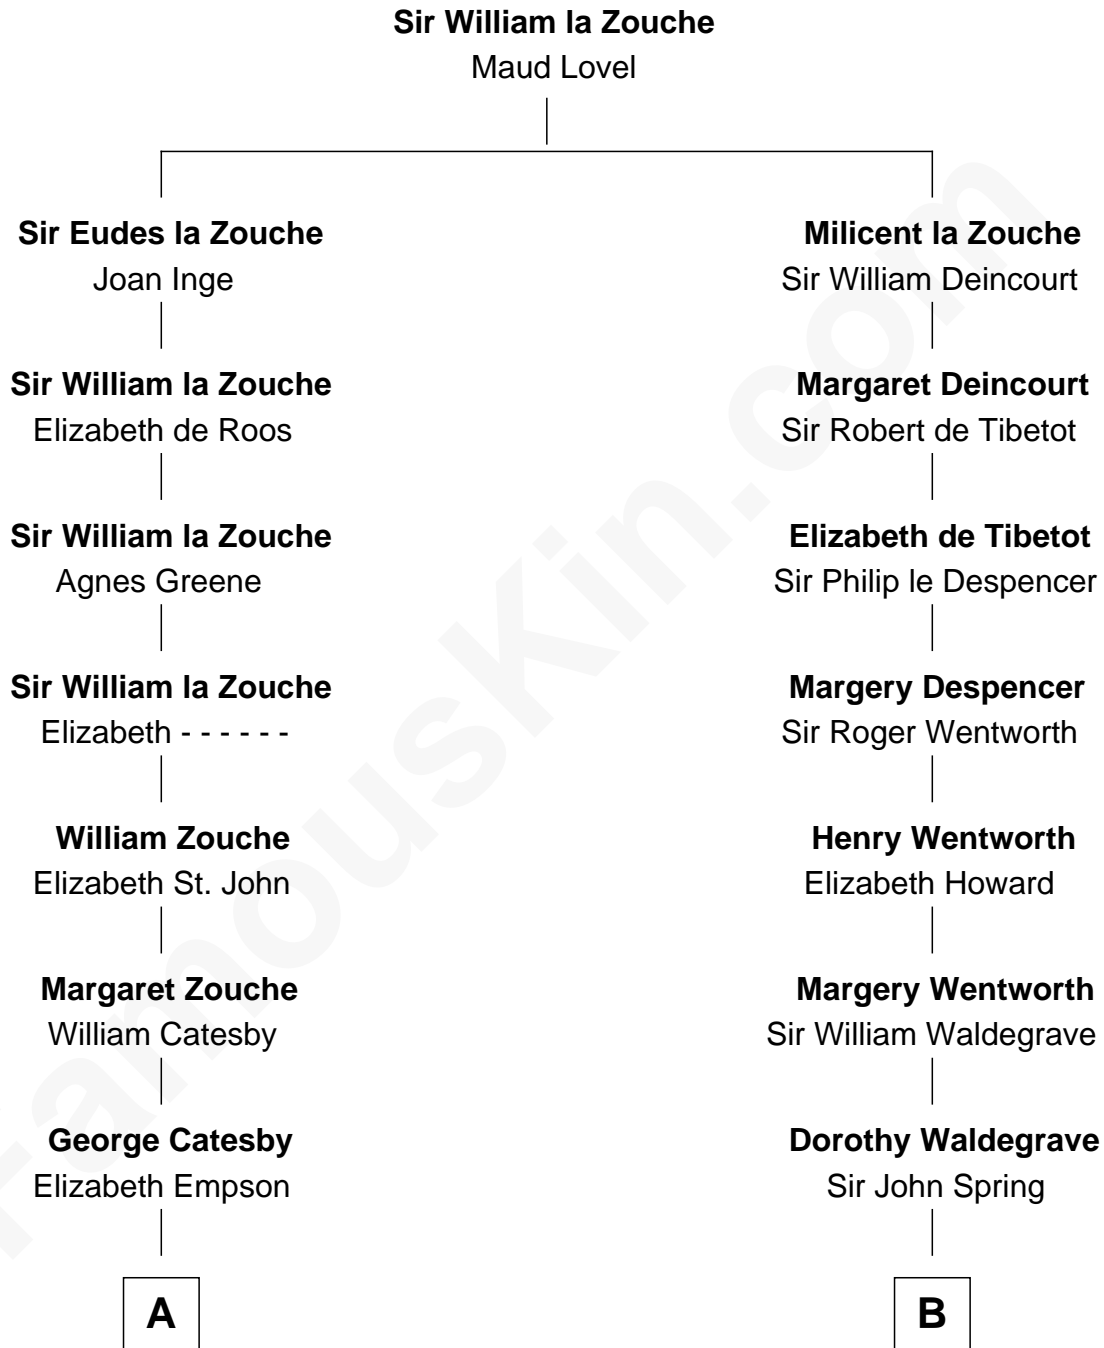 Sir William la Zouche
Maud Lovel
Sir Eudes la Zouche
Joan Inge
Milicent la Zouche
Sir William Deincourt
Sir William la Zouche
Elizabeth de Roos
Margaret Deincourt
Sir Robert de Tibetot
Sir William la Zouche
Agnes Greene
Elizabeth de Tibetot
Sir Philip le Despencer
Sir William la Zouche
Elizabeth - - - - - -
Margery Despencer
Sir Roger Wentworth
William Zouche
Elizabeth St. John
Henry Wentworth
Elizabeth Howard
Margaret Zouche
William Catesby
Margery Wentworth
Sir William Waldegrave
George Catesby
Elizabeth Empson
Dorothy Waldegrave
Sir John Spring
A
B
FamousKin.com